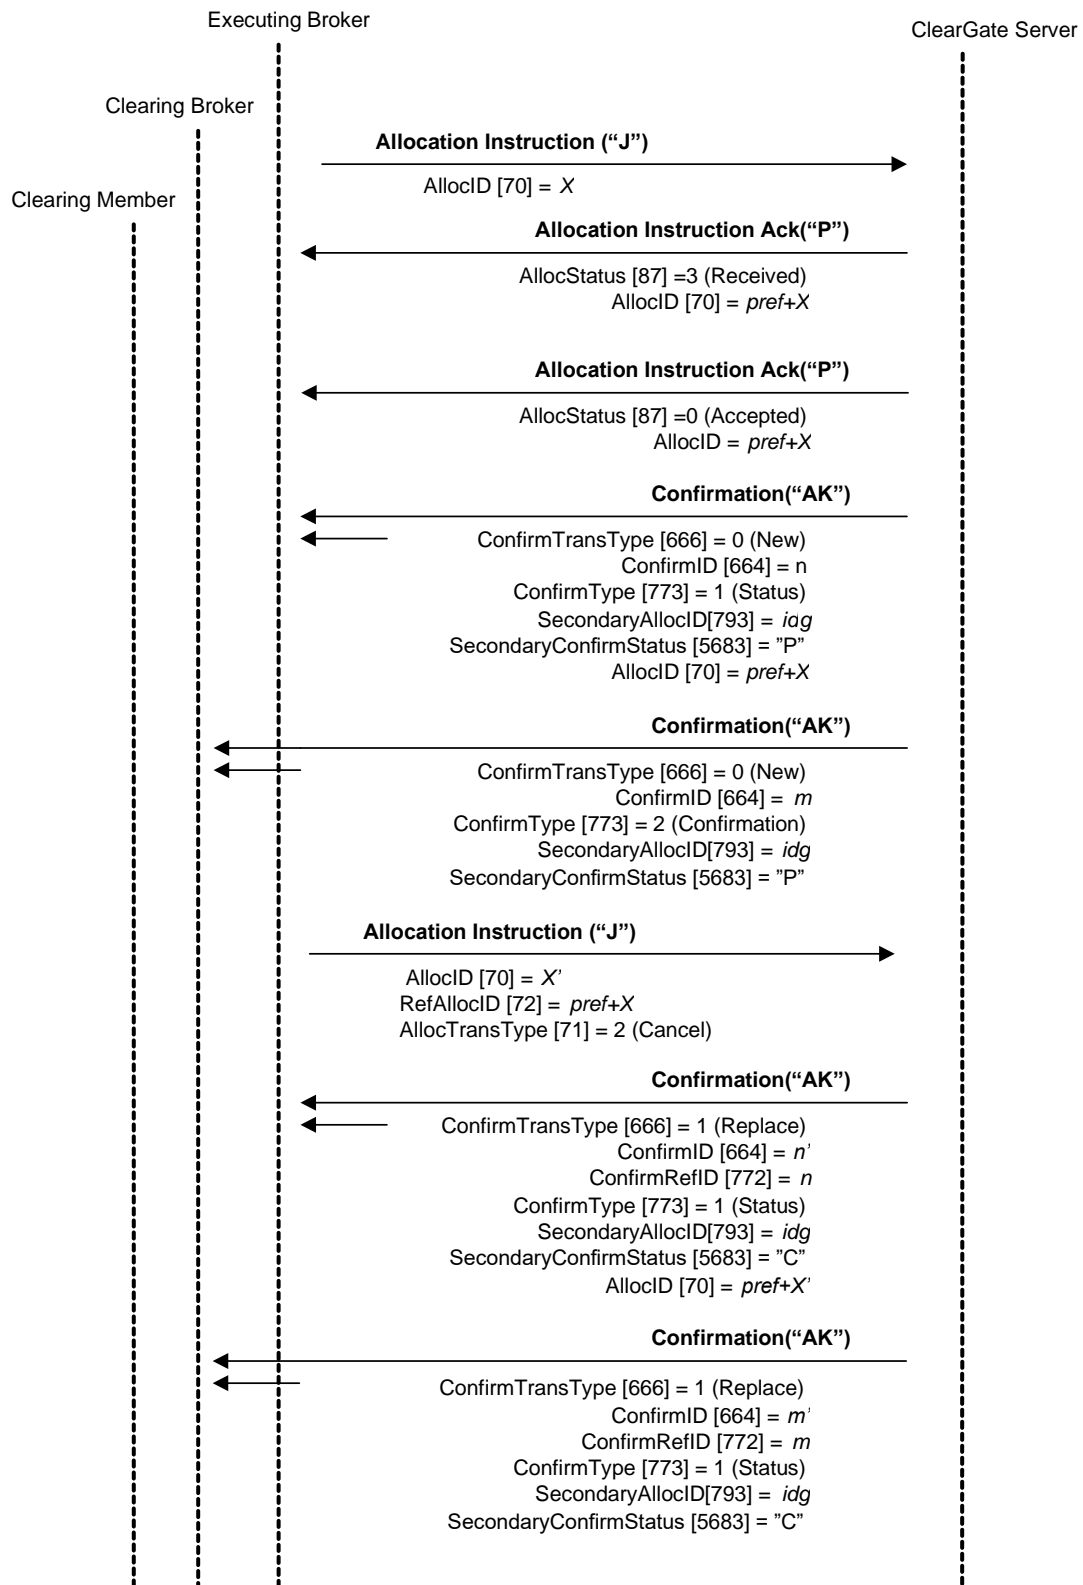 Executing Broker
ClearGate Server
Clearing Broker
Allocation Instruction (“J”)
AllocID [70] = X
Clearing Member
Allocation Instruction Ack(“P”)
AllocStatus [87] =3 (Received)
AllocID [70] = pref+X
Allocation Instruction Ack(“P”)
AllocStatus [87] =0 (Accepted)
AllocID = pref+X
Confirmation(“AK”)
ConfirmTransType [666] = 0 (New)
ConfirmID [664] = n
ConfirmType [773] = 1 (Status)
SecondaryAllocID[793] = idg
SecondaryConfirmStatus [5683] = ”P”
AllocID [70] = pref+X
Confirmation(“AK”)
ConfirmTransType [666] = 0 (New)
ConfirmID [664] = m
ConfirmType [773] = 2 (Confirmation)
SecondaryAllocID[793] = idg
SecondaryConfirmStatus [5683] = ”P”
Allocation Instruction (“J”)
AllocID [70] = X’
RefAllocID [72] = pref+X
AllocTransType [71] = 2 (Cancel)
Confirmation(“AK”)
ConfirmTransType [666] = 1 (Replace)
ConfirmID [664] = n’
ConfirmRefID [772] = n
ConfirmType [773] = 1 (Status)
SecondaryAllocID[793] = idg
SecondaryConfirmStatus [5683] = ”C”
AllocID [70] = pref+X’
Confirmation(“AK”)
ConfirmTransType [666] = 1 (Replace)
ConfirmID [664] = m’
ConfirmRefID [772] = m
ConfirmType [773] = 1 (Status)
SecondaryAllocID[793] = idg
SecondaryConfirmStatus [5683] = ”C”